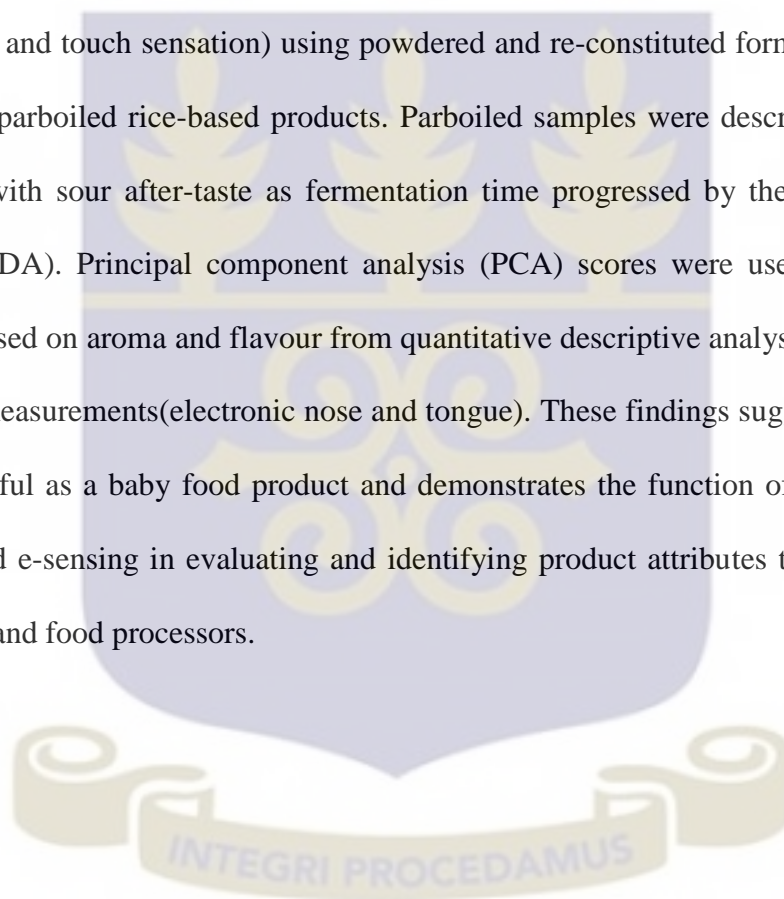 and touch sensation) using powdered and re-constituted form
parboiled rice-based products. Parboiled samples were descr
with sour after-taste as fermentation time progressed by the
DA). Principal component analysis (PCA) scores were use
sed on aroma and flavour from quantitative descriptive analys
measurements(electronic nose and tongue). These findings sug
ful as a baby food product and demonstrates the function of
d e-sensing in evaluating and identifying product attributes t
and food processors.
INTEGRI PROCEDAMUS